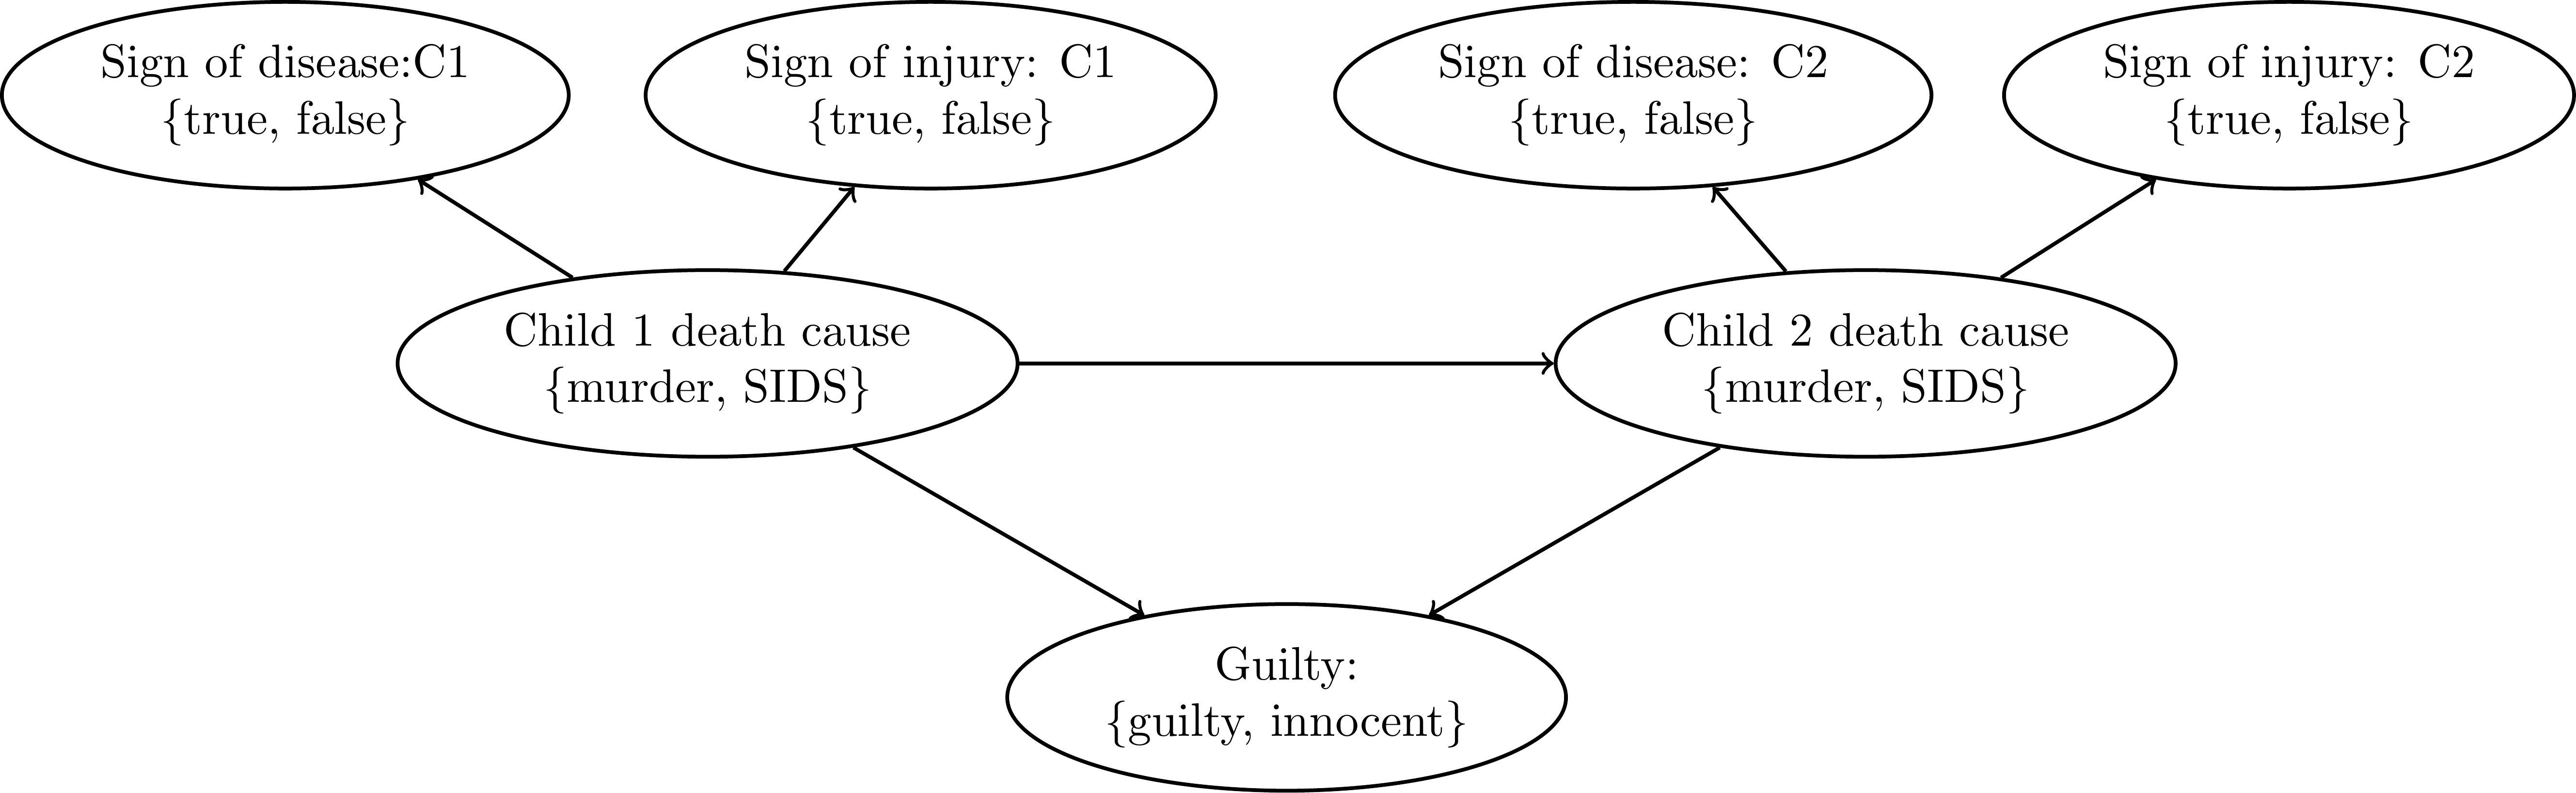 Sign of disease:C1
{true, false}
Sign of injury: C1
{true, false}
Sign of disease: C2
{true, false}
Sign of injury: C2
{true, false}
Child 1 death cause
{murder, SIDS}
Child 2 death cause
{murder, SIDS}
Guilty:
{guilty, innocent}